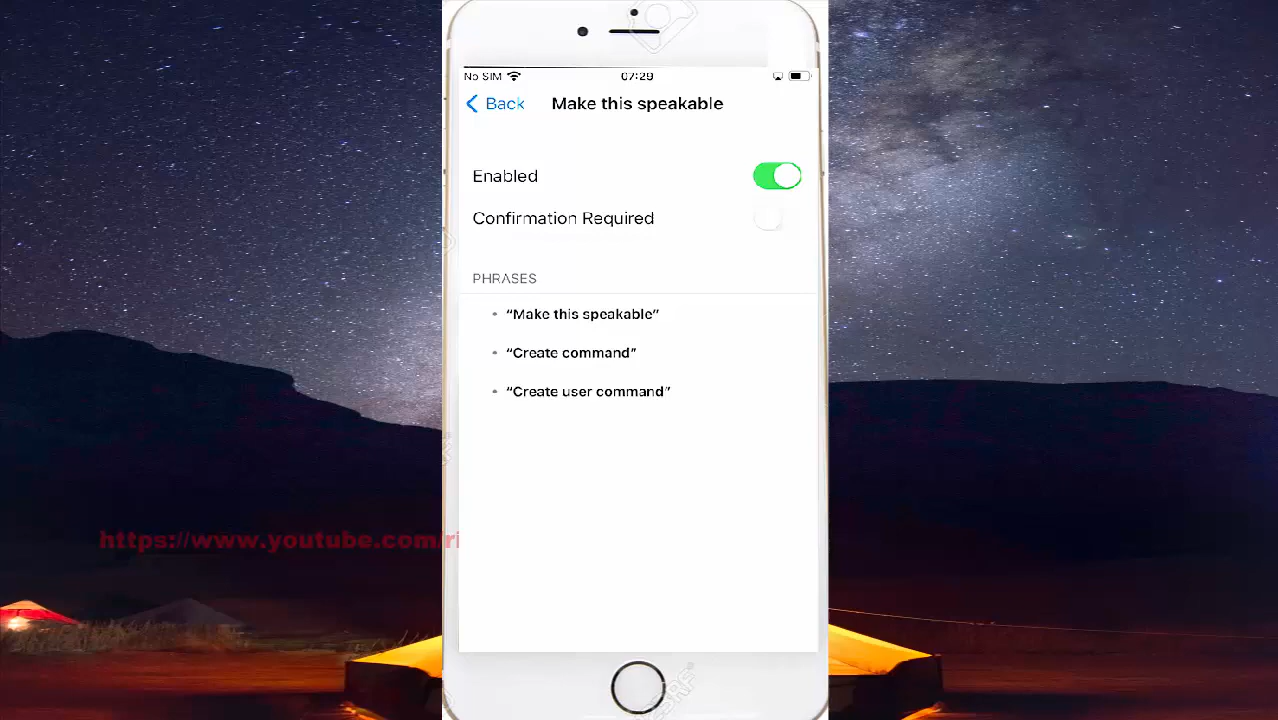 No SIM 07:29
Back Make this speakable
Enabled
Confirmation Required
PHRASES
• “Make this speakable”
• “Create command”
• “Create user command”
https://www.youtube.com/ri